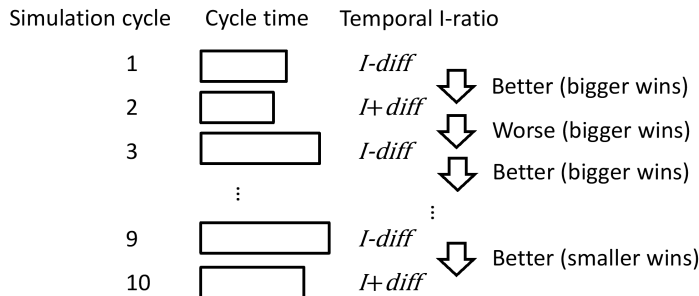 Simulation cycle Cycle time Temporal I-ratio
1 I-diff
Better (bigger wins)
2 I+diff
Worse (bigger wins)
3 I-diff
Better (bigger wins)
...
...
9 I-diff
Better (smaller wins)
10 I+diff